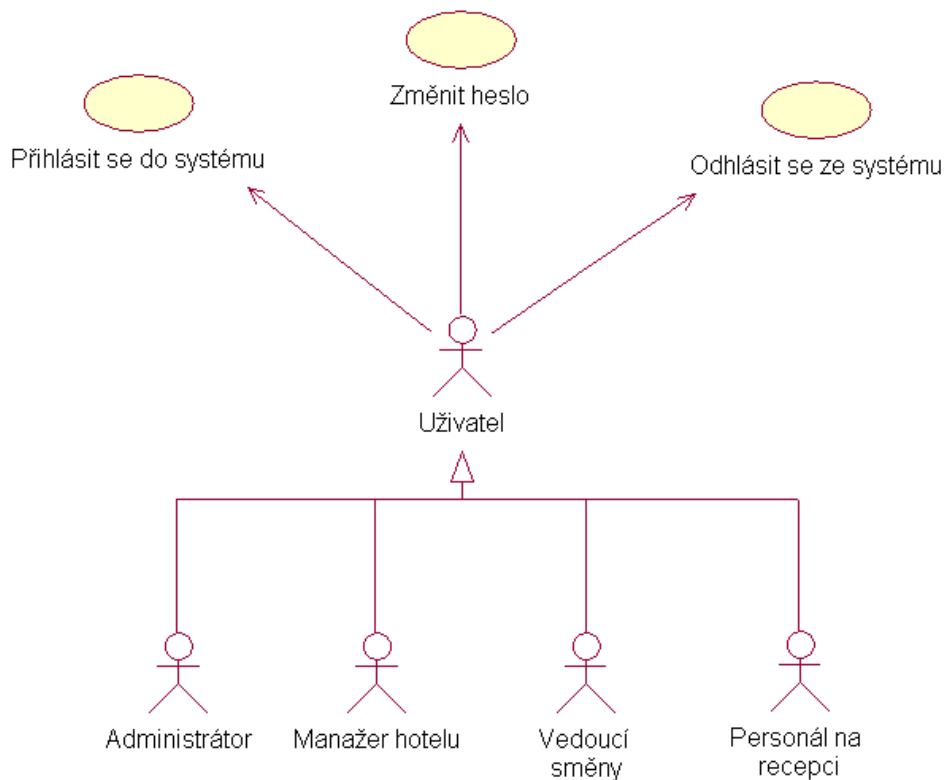 Změnit heslo
Přihlásit se do systému
Odhlásit se ze systému
Uživatel
Administrátor
Manažer hotelu
Vedoucí
směny
Personál na
recepci